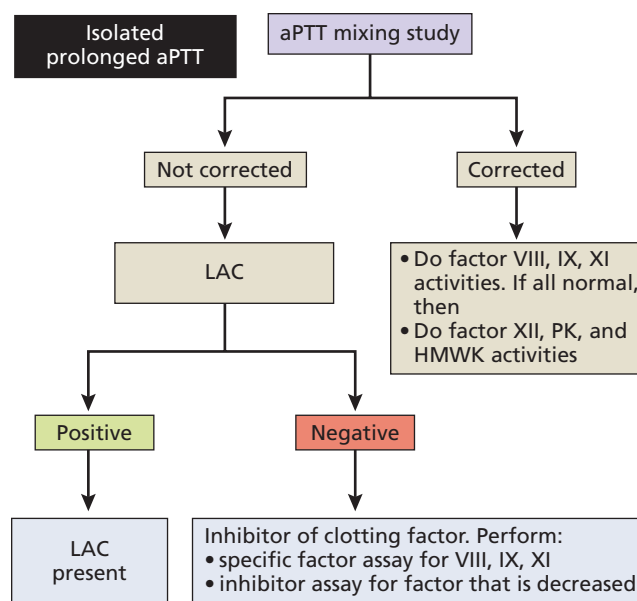 Isolated
prolonged aPTT
aPTT mixing study
Not corrected
Corrected
LAC
• Do factor VIII, IX, XI
activities. If all normal,
then
• Do factor XII, PK, and
HMWK activities
Positive
Negative
LAC
present
Inhibitor of clotting factor. Perform:
• specific factor assay for VIII, IX, XI
• inhibitor assay for factor that is decreased